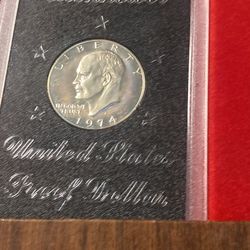 LIBERTY
IN GOD WE
TRUST
1974
United States
Proof Dollar